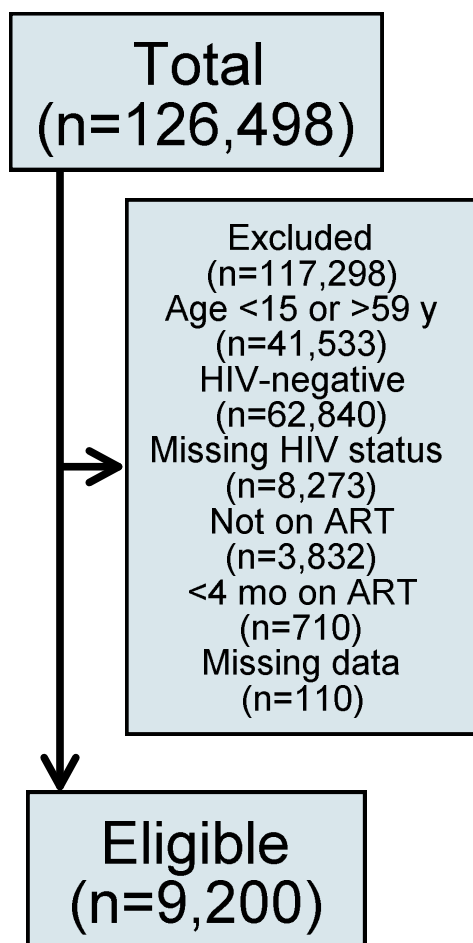 Total
(n=126,498)
Excluded
(n=117,298)
Age <15 or >59 y
(n=41,533)
HIV-negative
(n=62,840)
Missing HIV status
(n=8,273)
Not on ART
(n=3,832)
<4 mo on ART
(n=710)
Missing data
(n=110)
Eligible
(n=9,200)